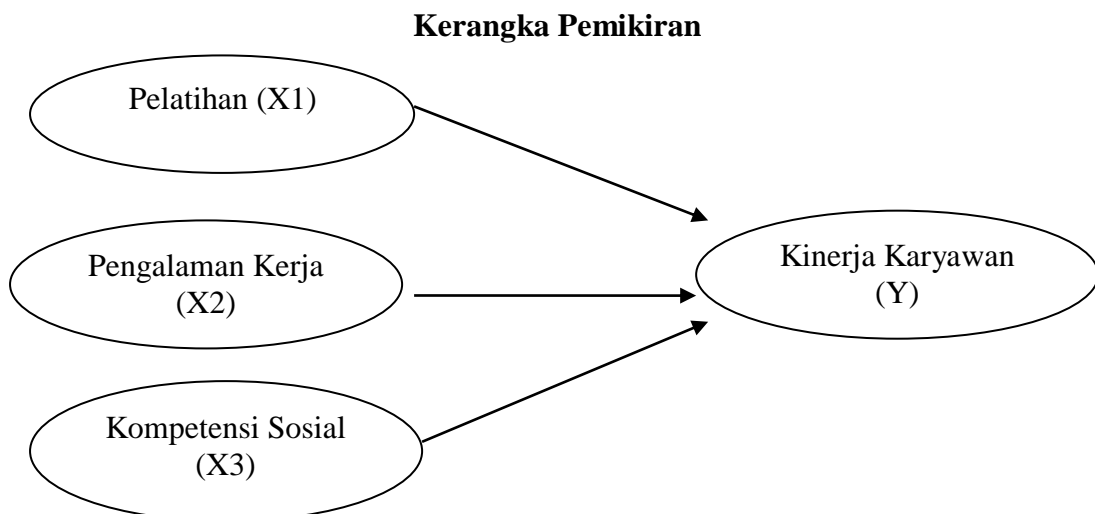 Kerangka Pemikiran
Pelatihan (X1)
Pengalaman Kerja
(X2)
Kompetensi Sosial
(X3)
Kinerja Karyawan
(Y)